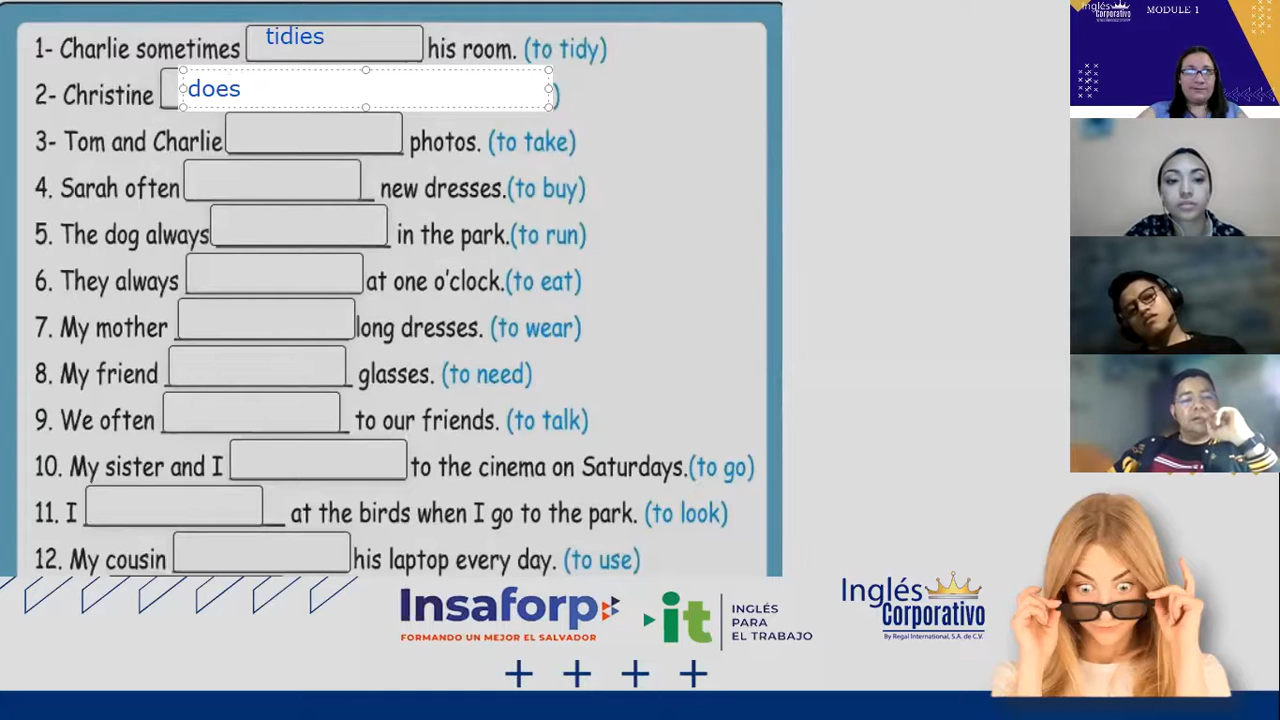 1- Charlie sometimes tidies his room. (to tidy)
2- Christine does )
3- Tom and Charlie photos. (to take)
4. Sarah often new dresses.(to buy)
5. The dog always in the park.(to run)
6. They always at one o'clock.(to eat)
7. My mother long dresses. (to wear)
8. My friend glasses. (to need)
9. We often to our friends. (to talk)
10. My sister and I to the cinema on Saturdays.(to go)
11. I at the birds when I go to the park. (to look)
12. My cousin his laptop every day. (to use)
Inglés
Corporativo
MODULE 1
Insaforp
FORMANDO UN MEJOR EL SALVADOR
it
INGLÉS
PARA
EL TRABAJO
Inglés
Corporativo
By Regal International, S.A. de C.V.